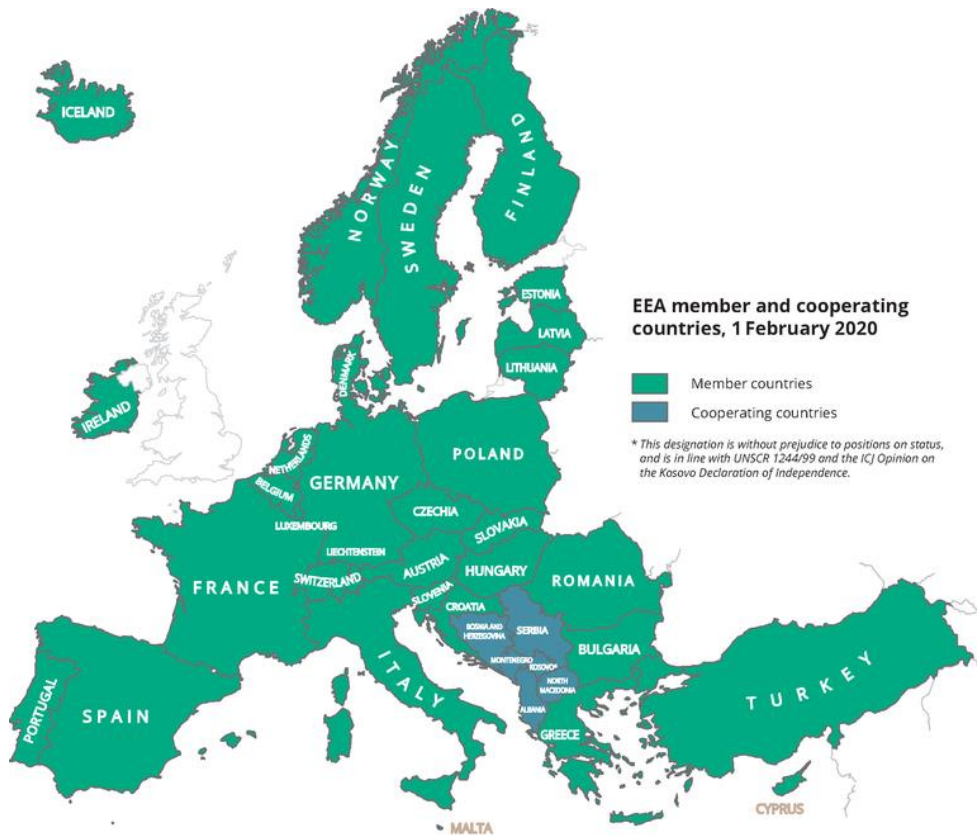 ICELAND
NORWAY
SWEDEN
FINLAND
ESTONIA
LATVIA
LITHUANIA
DENMARK
IRELAND
EEA member and cooperating
countries, 1 February 2020
Member countries
Cooperating countries
* This designation is without prejudice to positions on status,
and is in line with UNSCR 1244/99 and the ICJ Opinion on
the Kosovo Declaration of Independence.
NETHERLANDS
BELGIUM
GERMANY
POLAND
LUXEMBOURG
CZECHIA
SLOVAKIA
LIECHTENSTEIN
FRANCE
SWITZERLAND
AUSTRIA
HUNGARY
ROMANIA
SLOVENIA
CROATIA
BOSNIA AND
HERZEGOVINA
SERBIA
BULGARIA
MONTENEGRO
KOSOVO*
NORTH
MACEDONIA
ALBANIA
ITALY
PORTUGAL
SPAIN
GREECE
TURKEY
CYPRUS
MALTA